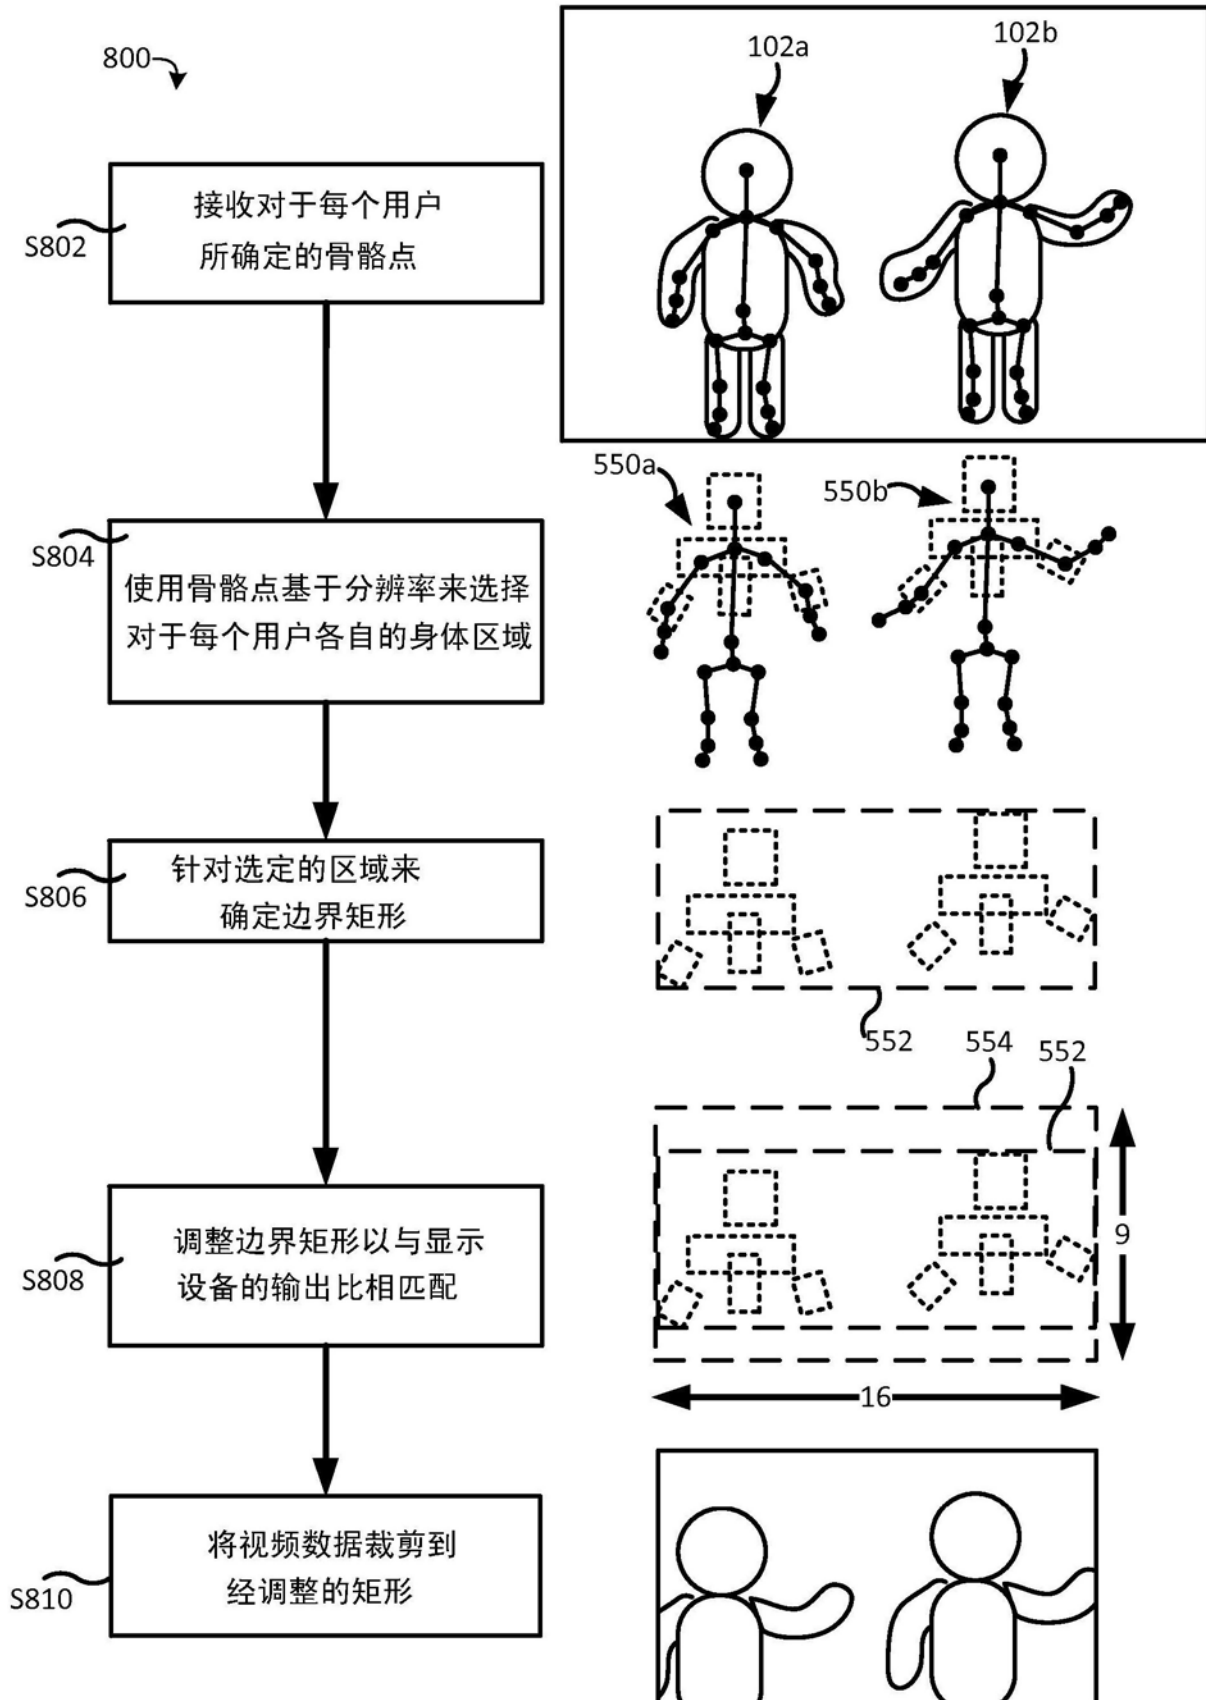 800
102a
102b
S802
接收对于每个用户
所确定的骨骼点
550a
550b
S804
使用骨骼点基于分辨率来选择
对于每个用户各自的身体区域
S806
针对选定的区域来
确定边界矩形
552
554
552
S808
调整边界矩形以与显示
设备的输出比相匹配
9
16
S810
将视频数据裁剪到
经调整的矩形